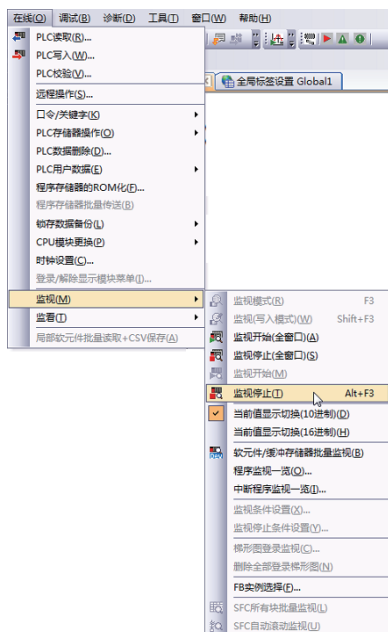 在线(O) 调试(B) 诊断(D) 工具(T) 窗口(W) 帮助(H)
PLC读取(R)...
PLC写入(W)...
PLC校验(V)...
远程操作(S)...
口令/关键字(K)
PLC存储器操作(O)
PLC数据删除(D)...
PLC用户数据(E)
程序存储器的ROM化(F)...
程序存储器批量传送(B)
锁存数据备份(L)
CPU模块更换(P)
时钟设置(C)...
登录/解除显示模块菜单(I)...
监视(M)
监看(T)
局部软元件批量读取+CSV保存(A)
全局标签设置 Global1
监视模式(R) F3
监视(写入模式)(W) Shift+F3
监视开始(全窗口)(A)
监视停止(全窗口)(S)
监视开始(M)
监视停止(T) Alt+F3
当前值显示切换(10进制)(D)
当前值显示切换(16进制)(H)
软元件/缓冲存储器批量监视(B)
程序监视一览(O)...
中断程序监视一览(I)...
监视条件设置(X)...
监视停止条件设置(Y)...
梯形图登录监视(C)...
删除全部登录梯形图(N)
FB实例选择(F)...
SFC所有块批量监视(L)
SFC自动滚动监视(U)